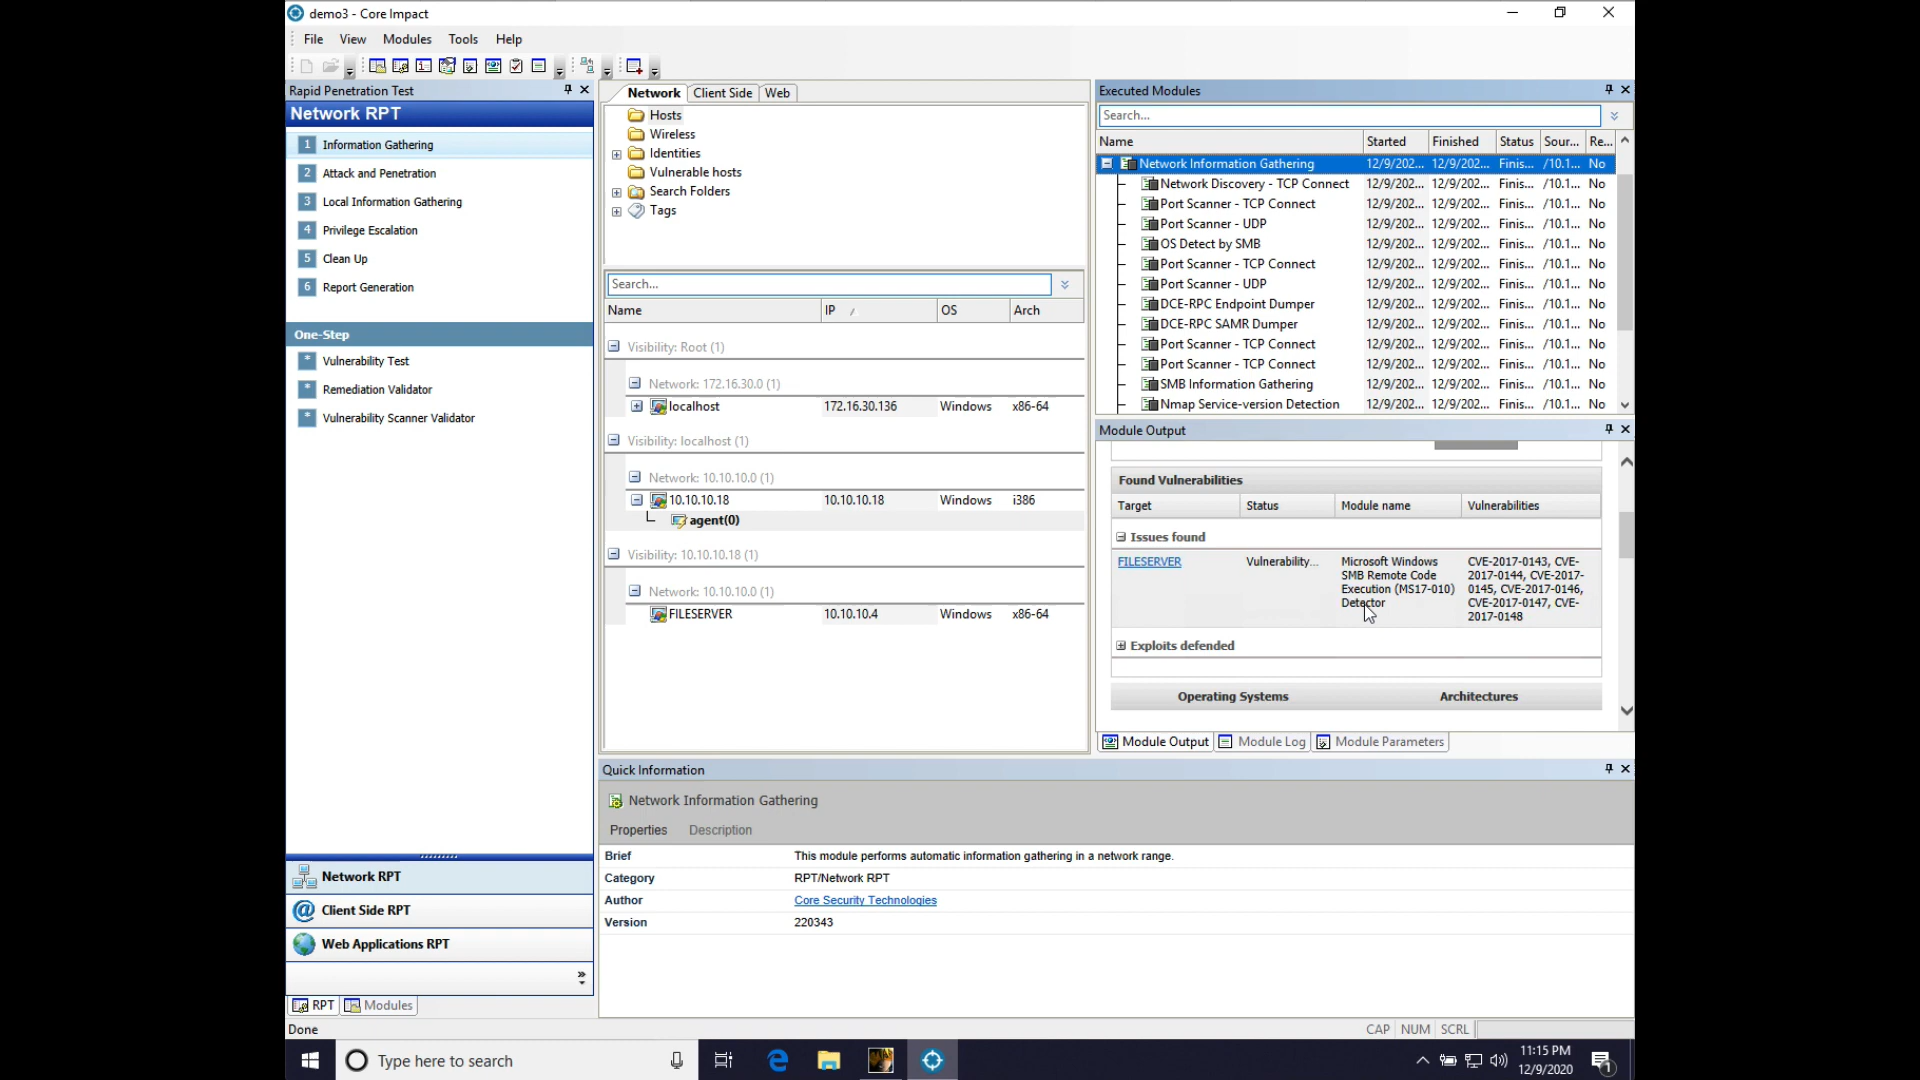 demo3 - Core Impact
File View Modules Tools Help
Rapid Penetration Test
Network RPT
1 Information Gathering
2 Attack and Penetration
3 Local Information Gathering
4 Privilege Escalation
5 Clean Up
6 Report Generation
One-Step
* Vulnerability Test
* Remediation Validator
* Vulnerability Scanner Validator
Network RPT
@ Client Side RPT
Web Applications RPT
RPT Modules
Done
Network Client Side Web
Hosts
Wireless
Identities
Vulnerable hosts
Search Folders
Tags
Search...
Name IP OS Arch
Visibility: Root (1)
Network: 172.16.30.0 (1)
localhost 172.16.30.136 Windows x86-64
Visibility: localhost (1)
Network: 10.10.10.0 (1)
10.10.10.18 10.10.10.18 Windows i386
agent(0)
Visibility: 10.10.10.18 (1)
Network: 10.10.10.0 (1)
FILESERVER 10.10.10.4 Windows x86-64
Executed Modules
Search...
Name Started Finished Status Sour... Re...
Network Information Gathering 12/9/202... 12/9/202... Finis... /10.1... No
Network Discovery - TCP Connect 12/9/202... 12/9/202... Finis... /10.1... No
Port Scanner - TCP Connect 12/9/202... 12/9/202... Finis... /10.1... No
Port Scanner - UDP 12/9/202... 12/9/202... Finis... /10.1... No
OS Detect by SMB 12/9/202... 12/9/202... Finis... /10.1... No
Port Scanner - TCP Connect 12/9/202... 12/9/202... Finis... /10.1... No
Port Scanner - UDP 12/9/202... 12/9/202... Finis... /10.1... No
DCE-RPC Endpoint Dumper 12/9/202... 12/9/202... Finis... /10.1... No
DCE-RPC SAMR Dumper 12/9/202... 12/9/202... Finis... /10.1... No
Port Scanner - TCP Connect 12/9/202... 12/9/202... Finis... /10.1... No
Port Scanner - TCP Connect 12/9/202... 12/9/202... Finis... /10.1... No
SMB Information Gathering 12/9/202... 12/9/202... Finis... /10.1... No
Nmap Service-version Detection 12/9/202... 12/9/202... Finis... /10.1... No
Module Output
Found Vulnerabilities
Target Status Module name Vulnerabilities
Issues found
FILESERVER Vulnerability... Microsoft Windows CVE-2017-0143, CVE-
SMB Remote Code 2017-0144, CVE-2017-
Execution (MS17-010) 0145, CVE-2017-0146,
Detector CVE-2017-0147, CVE-
2017-0148
Exploits defended
Operating Systems Architectures
Module Output Module Log Module Parameters
Quick Information
Network Information Gathering
Properties Description
Brief This module performs automatic information gathering in a network range.
Category RPT/Network RPT
Author Core Security Technologies
Version 220343
CAP NUM SCRL
Type here to search
11:15 PM
12/9/2020
1